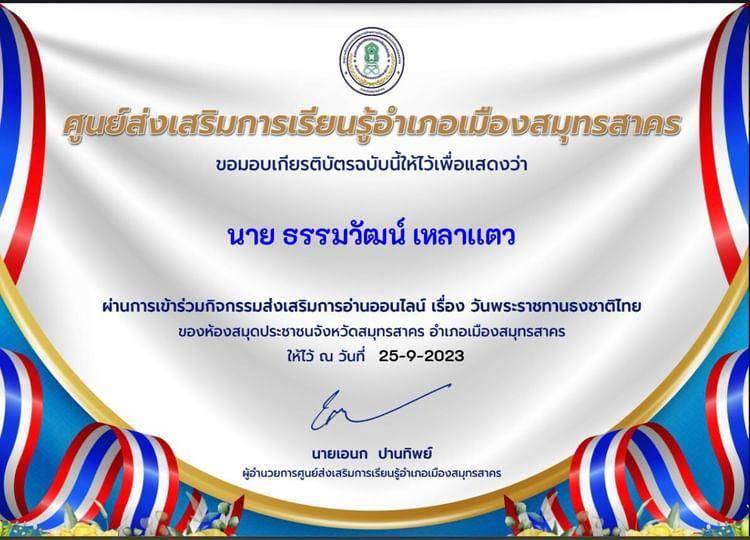 ศูนย์ส่งเสริมการเรียนรู้อำเภอเมืองสมุทรสาคร
ขอมอบเกียรติบัตรฉบับนี้ให้ไว้เพื่อแสดงว่า
นาย ธรรมวัฒน์ เหลาแตว
ผ่านการเข้าร่วมกิจกรรมส่งเสริมการอ่านออนไลน์ เรื่อง วันพระราชทานธงชาติไทย
ของห้องสมุดประชาชนจังหวัดสมุทรสาคร อำเภอเมืองสมุทรสาคร
ให้ไว้ ณ วันที่ 25-9-2023
นายเอนก ปานทิพย์
ผู้อำนวยการศูนย์ส่งเสริมการเรียนรู้อำเภอเมืองสมุทรสาคร